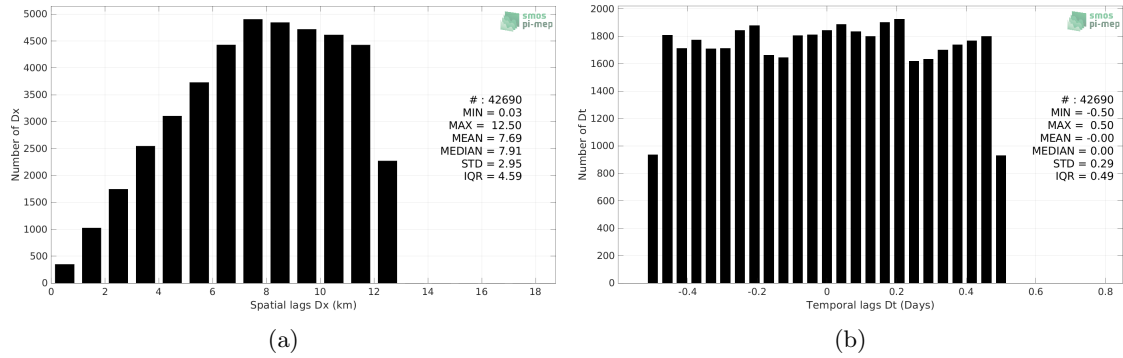 5000
4500
4000
3500
3000
2500
2000
1500
1000
500
0
Number of Dx
0 2 4 6 8 10 12 14 16 18
Spatial lags Dx (km)
smos
pi-mep
# : 42690
MIN = 0.03
MAX = 12.50
MEAN = 7.69
MEDIAN = 7.91
STD = 2.95
IQR = 4.59
(a)
2000
1800
1600
1400
1200
1000
800
600
400
200
0
Number of Dt
-0.4 -0.2 0 0.2 0.4 0.6 0.8
Temporal lags Dt (Days)
smos
pi-mep
# : 42690
MIN = -0.50
MAX = 0.50
MEAN = -0.00
MEDIAN = 0.00
STD = 0.29
IQR = 0.49
(b)